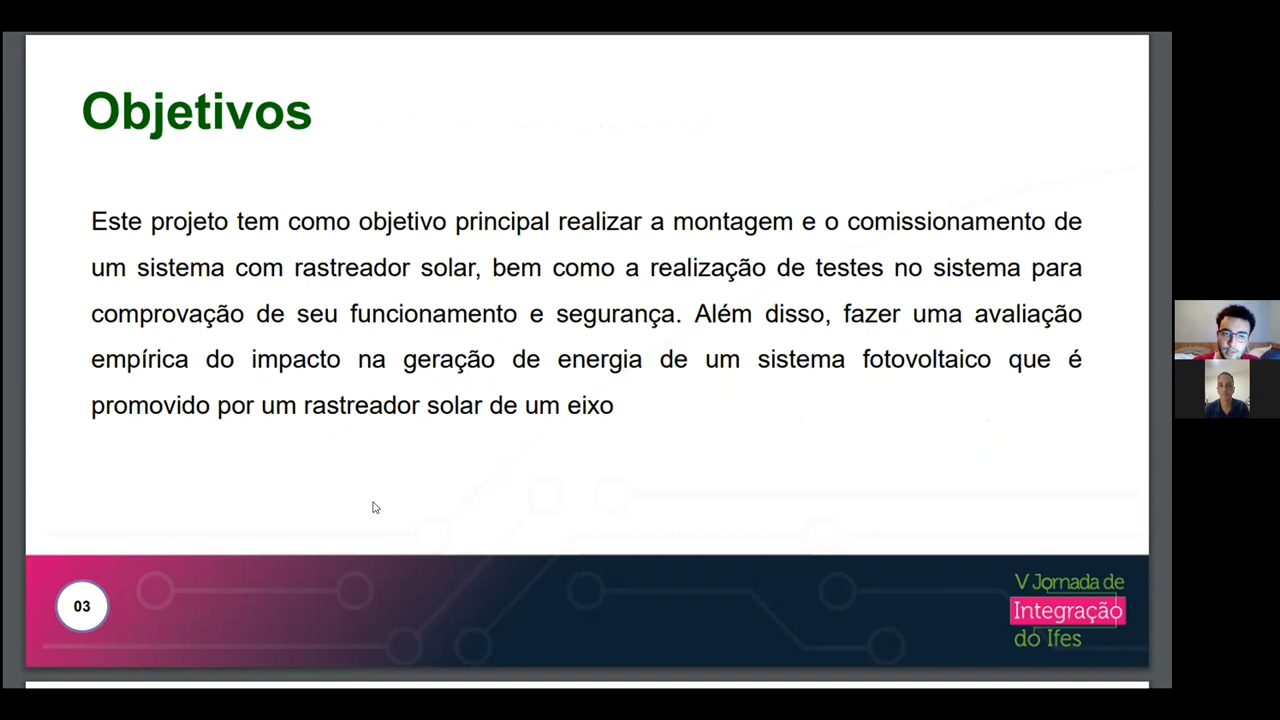 Objetivos
Este projeto tem como objetivo principal realizar a montagem e o comissionamento de
um sistema com rastreador solar, bem como a realização de testes no sistema para
comprovação de seu funcionamento e segurança. Além disso, fazer uma avaliação
empírica do impacto na geração de energia de um sistema fotovoltaico que é
promovido por um rastreador solar de um eixo
03
V Jornada de
Integração
do Ifes